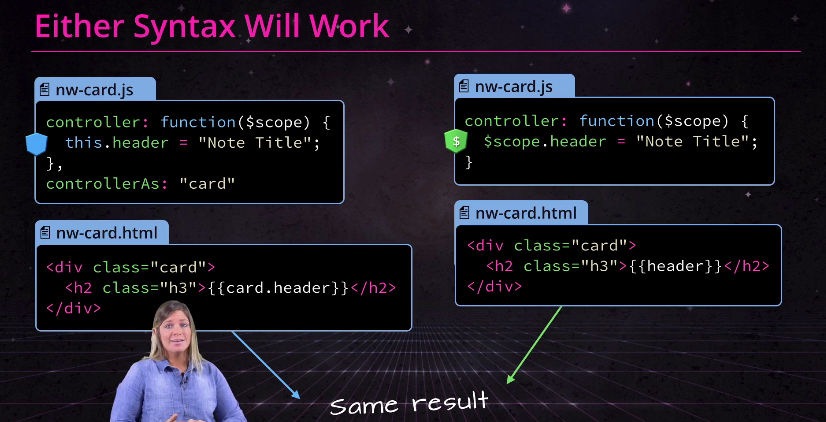 Either Syntax Will Work
nw-card.js
controller: function($scope) {
this.header = "Note Title";
},
controllerAs: "card"
nw-card.html
<div class="card">
<h2 class="h3">{{card.header}}</h2>
</div>
nw-card.js
controller: function($scope) {
$
$scope.header = "Note Title";
}
nw-card.html
<div class="card">
<h2 class="h3">{{header}}</h2>
</div>
Same result